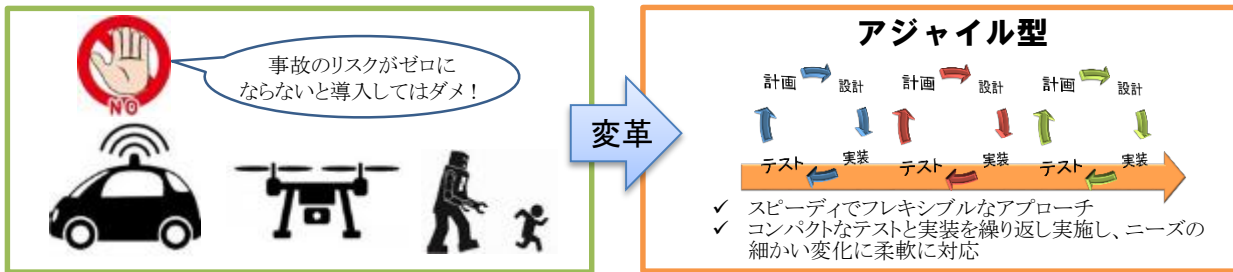 NO
事故のリスクがゼロに
ならないと導入してはダメ！
変革
アジャイル型
計画 設計 計画 設計 計画 設計
テスト 実装 テスト 実装 テスト 実装
✓ スピーディでフレキシブルなアプローチ
✓ コンパクトなテストと実装を繰り返し実施し、ニーズの
細かい変化に柔軟に対応